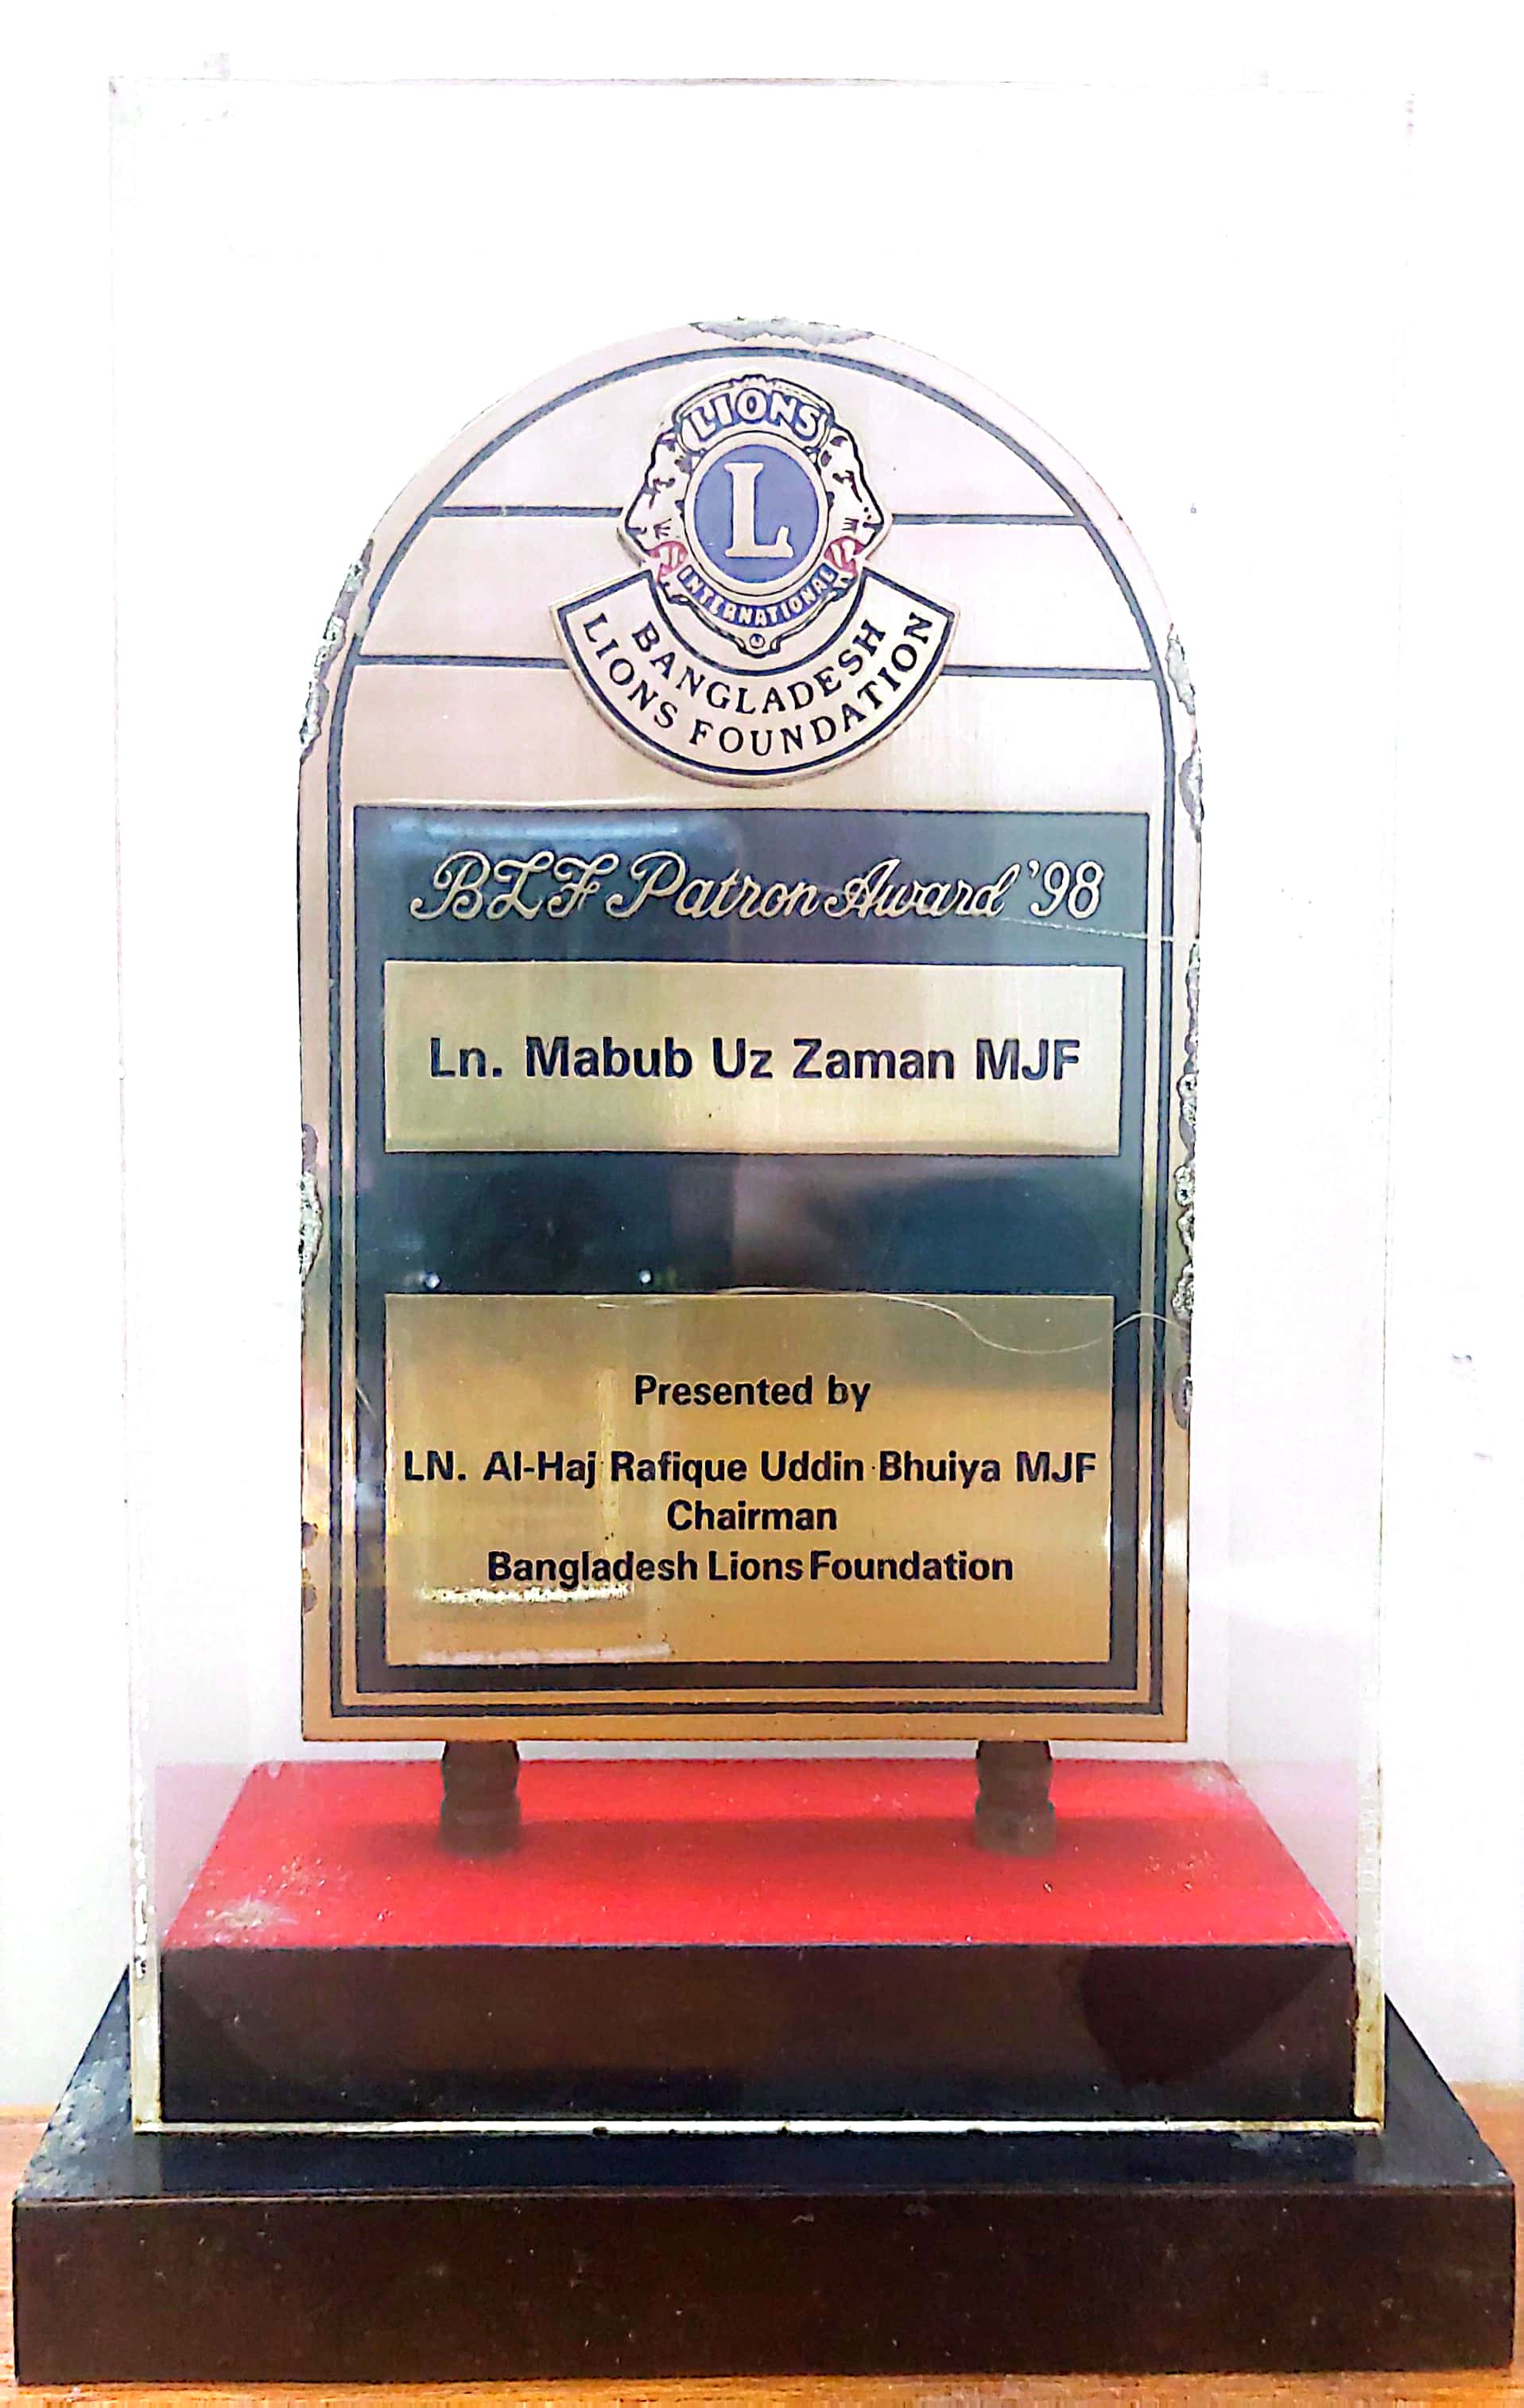 LIONS
L
INTERNATIONAL
BANGLADESH
LIONS FOUNDATION
BLF Patron Award '98
Ln. Mabub Uz Zaman MJF
Presented by
LN. Al-Haj Rafique Uddin Bhuiya MJF
Chairman
Bangladesh Lions Foundation